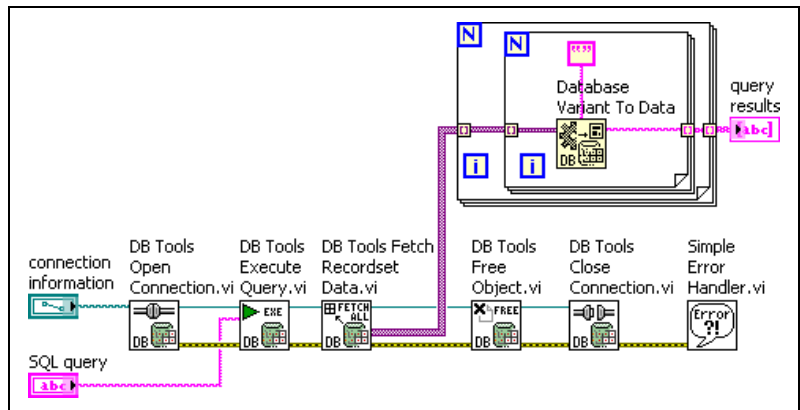 N
N
""
Database
Variant To Data
DB
i
i
query
results
abc
connection
information
DB Tools
Open
Connection.vi
DB
DB Tools
Execute
Query.vi
EXE
DB
DB Tools Fetch
Recordset
Data.vi
FETCH
ALL
DB
DB Tools
Free
Object.vi
FREE
DB
DB Tools
Close
Connection.vi
DB
Simple
Error
Handler.vi
Error
?!
SQL query
abc